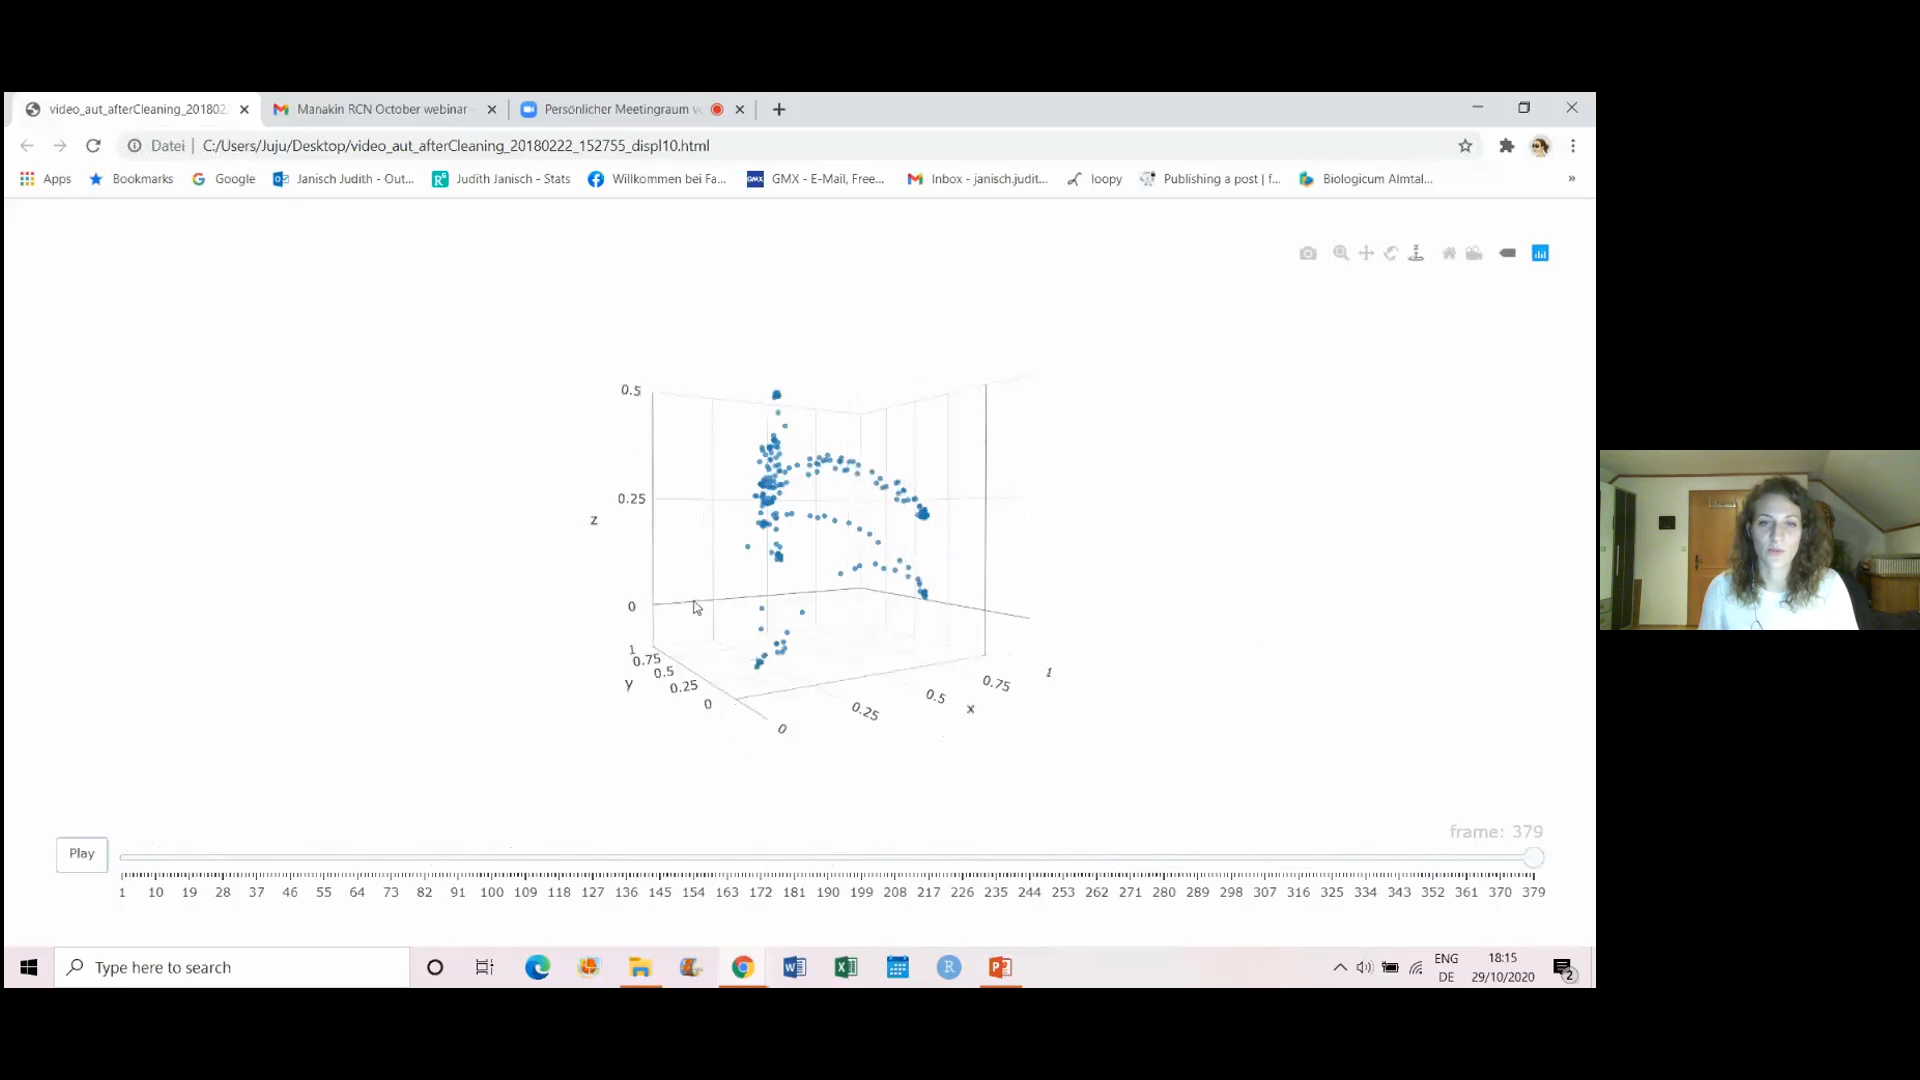 video_aut_afterCleaning_201802
Manakin RCN October webinar
Persönlicher Meetingraum v
Datei
C:/Users/Juju/Desktop/video_aut_afterCleaning_20180222_152755_displ10.html
Apps
Bookmarks
Google
Janisch Judith - Out...
Judith Janisch - Stats
Willkommen bei Fa...
GMX
GMX - E-Mail, Free...
Inbox - janisch.judit...
loopy
Publishing a post | f...
Biologicum Almtal...
»
0.5
0.25
z
0
1
0.75
0.5
0.25
0
y
0
0.25
0.5
0.75
1
x
frame: 379
Play
1 10 19 28 37 46 55 64 73 82 91 100 109 118 127 136 145 154 163 172 181 190 199 208 217 226 235 244 253 262 271 280 289 298 307 316 325 334 343 352 361 370 379
Type here to search
ENG
DE
18:15
29/10/2020
2